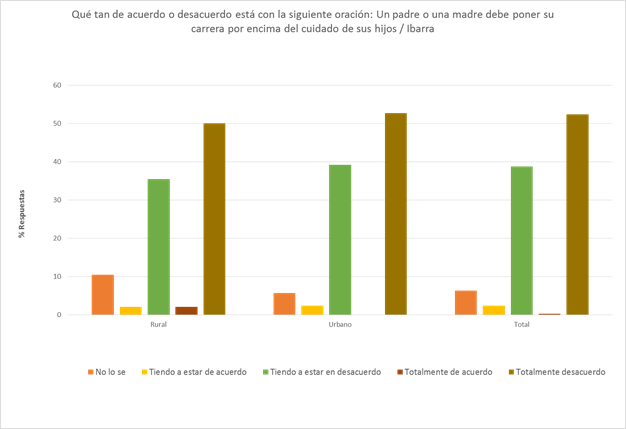 Qué tan de acuerdo o desacuerdo está con la siguiente oración: Un padre o una madre debe poner su
carrera por encima del cuidado de sus hijos / Ibarra
60
50
40
30
20
10
0
% Respuestas
Rural
Urbano
Total
No lo se
Tiendo a estar de acuerdo
Tiendo a estar en desacuerdo
Totalmente de acuerdo
Totalmente desacuerdo